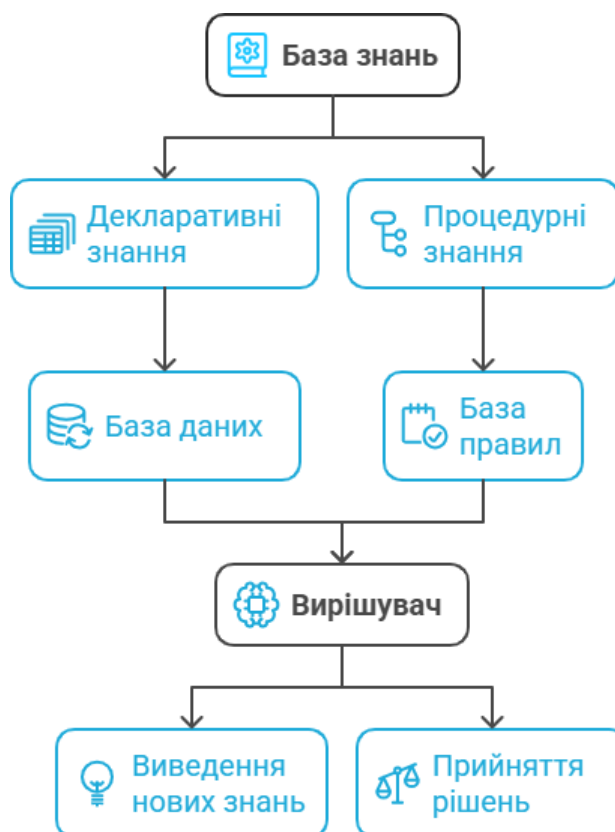 База знань
Декларативні
знання
Процедурні
знання
База даних
База
правил
Вирішувач
Виведення
нових знань
Прийняття
рішень